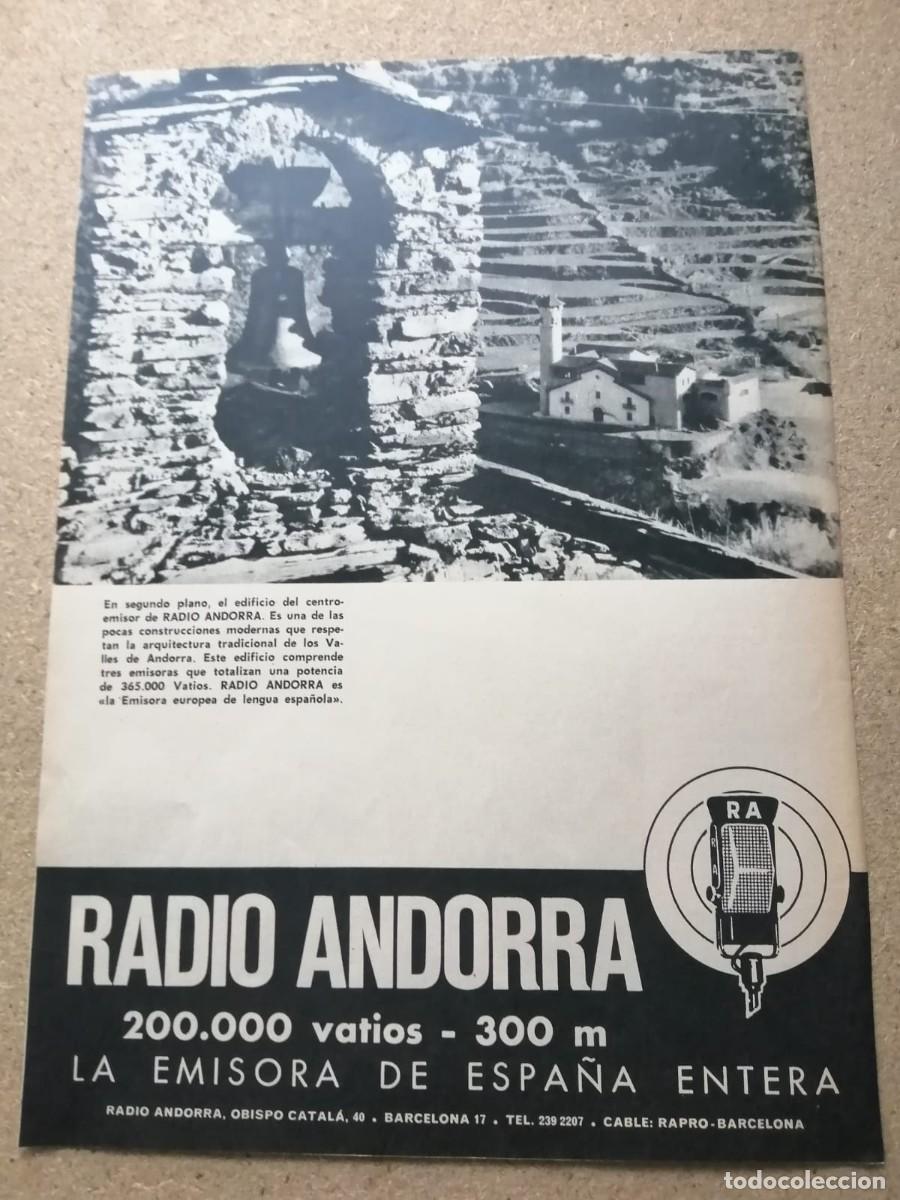 En segundo plano, el edificio del centro-
emisor de RADIO ANDORRA. Es una de las
pocas construcciones modernas que respe-
tan la arquitectura tradicional de los Va-
lles de Andorra. Este edificio comprende
tres emisoras que totalizan una potencia
de 365.000 Vatios. RADIO ANDORRA es
«la Emisora europea de lengua española».
RA
RADIO ANDORRA
200.000 vatios - 300 m
LA EMISORA DE ESPAÑA ENTERA
RADIO ANDORRA, OBISPO CATALÁ, 40 . BARCELONA 17 . TEL. 239 2207 . CABLE: RAPRO-BARCELONA
todocoleccion